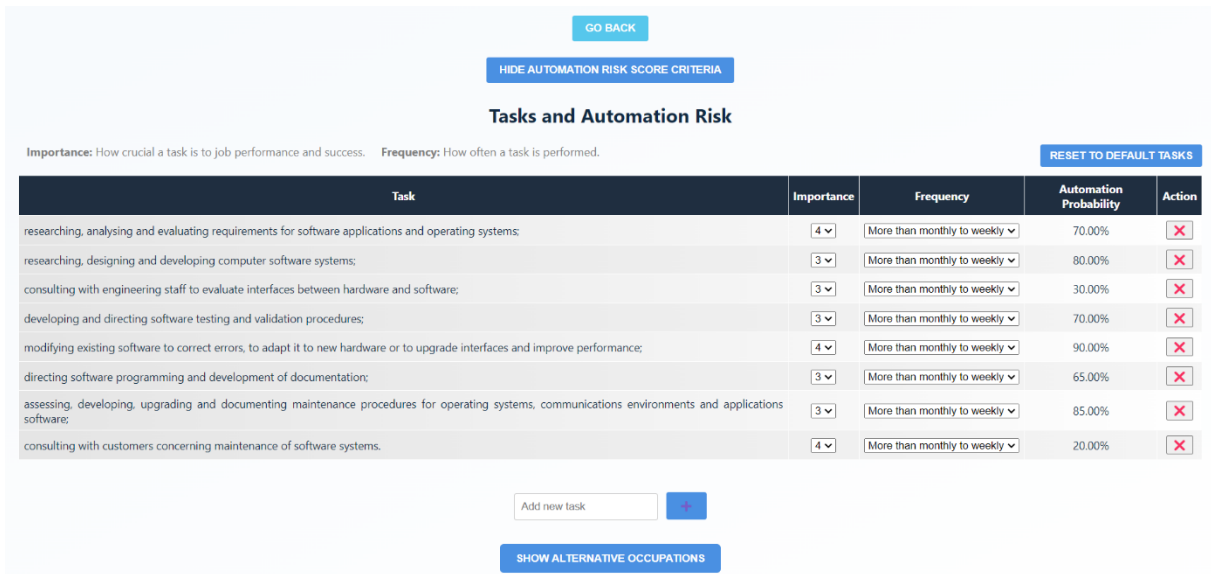 GO BACK
HIDE AUTOMATION RISK SCORE CRITERIA
Tasks and Automation Risk
Importance: How crucial a task is to job performance and success. Frequency: How often a task is performed.
RESET TO DEFAULT TASKS
Task Importance Frequency Automation Probability Action
researching, analysing and evaluating requirements for software applications and operating systems; 4 More than monthly to weekly 70.00%
researching, designing and developing computer software systems; 3 More than monthly to weekly 80.00%
consulting with engineering staff to evaluate interfaces between hardware and software; 3 More than monthly to weekly 30.00%
developing and directing software testing and validation procedures; 3 More than monthly to weekly 70.00%
modifying existing software to correct errors, to adapt it to new hardware or to upgrade interfaces and improve performance; 4 More than monthly to weekly 90.00%
directing software programming and development of documentation; 3 More than monthly to weekly 65.00%
assessing, developing, upgrading and documenting maintenance procedures for operating systems, communications environments and applications
software; 3 More than monthly to weekly 85.00%
consulting with customers concerning maintenance of software systems. 4 More than monthly to weekly 20.00%
Add new task +
SHOW ALTERNATIVE OCCUPATIONS